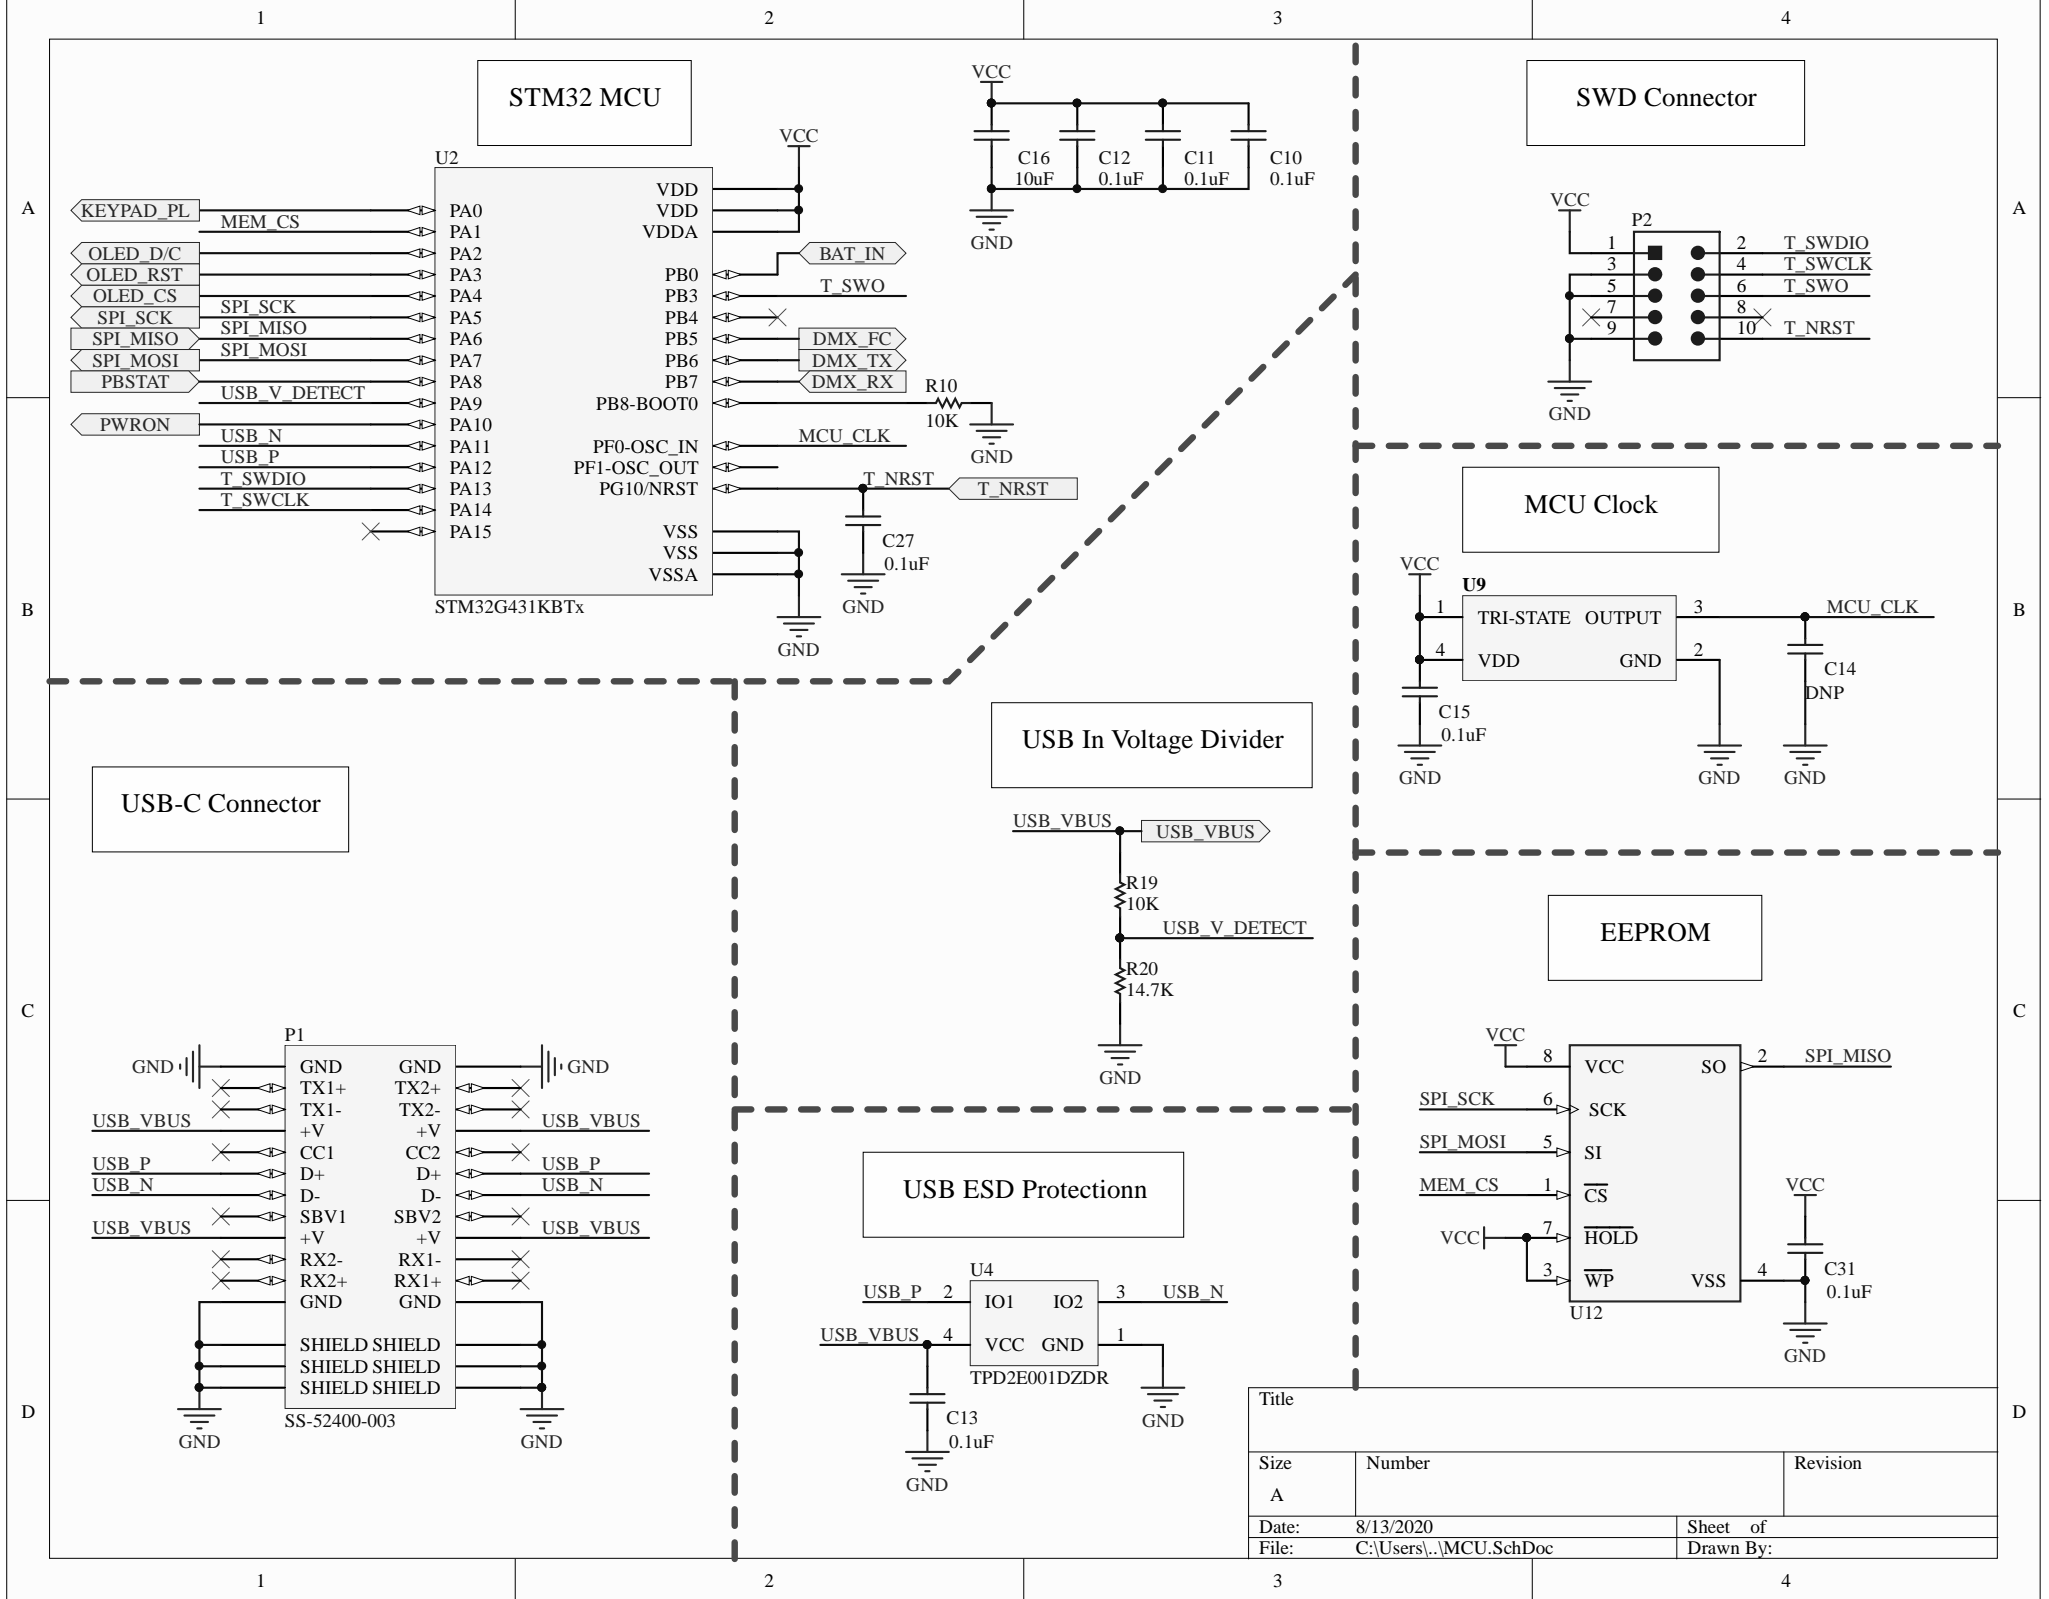 1 2 3 4
STM32 MCU
U2
KEYPAD_PL
MEM_CS
OLED_D/C
OLED_RST
OLED_CS
SPI_SCK SPI_SCK
SPI_MISO SPI_MISO
SPI_MOSI SPI_MOSI
PBSTAT
USB_V_DETECT
PWRON
USB_N
USB_P
T_SWDIO
T_SWCLK
PA0
PA1
PA2
PA3
PA4
PA5
PA6
PA7
PA8
PA9
PA10
PA11
PA12
PA13
PA14
PA15
VDD
VDD
VDDA
PB0
PB3
PB4
PB5
PB6
PB7
PB8-BOOT0
PF0-OSC_IN
PF1-OSC_OUT
PG10/NRST
VSS
VSS
VSSA
STM32G431KBTx
VCC
BAT_IN
T_SWO
DMX_FC
DMX_TX
DMX_RX
R10
10K
GND
MCU_CLK
T_NRST T_NRST
C27
0.1uF
GND
GND
VCC
C16 C12 C11 C10
10uF 0.1uF 0.1uF 0.1uF
GND
SWD Connector
VCC
P2
1 2 T_SWDIO
3 4 T_SWCLK
5 6 T_SWO
7 8
9 10 T_NRST
GND
MCU Clock
VCC
U9
1 TRI-STATE OUTPUT 3 MCU_CLK
4 VDD GND 2
C14
DNP
C15
0.1uF
GND GND GND
USB-C Connector
P1
GND GND GND GND
TX1+ TX2+
TX1- TX2-
USB_VBUS +V +V USB_VBUS
CC1 CC2
USB_P D+ D+ USB_P
USB_N D- D- USB_N
SBV1 SBV2
USB_VBUS +V +V USB_VBUS
RX2- RX1-
RX2+ RX1+
GND GND
SHIELD SHIELD
SHIELD SHIELD
SHIELD SHIELD
SS-52400-003
GND GND
USB In Voltage Divider
USB_VBUS USB_VBUS
R19
10K
USB_V_DETECT
R20
14.7K
GND
USB ESD Protectionn
U4
USB_P 2 IO1 IO2 3 USB_N
USB_VBUS 4 VCC GND 1
TPD2E001DZDR
C13
0.1uF
GND
GND
EEPROM
VCC
8 VCC SO 2 SPI_MISO
SPI_SCK 6 SCK
SPI_MOSI 5 SI
MEM_CS 1 CS
VCC 7 HOLD
3 WP VSS 4
U12
VCC
C31
0.1uF
GND
Title
Size Number Revision
A
Date: 8/13/2020 Sheet of
File: C:\Users\..\MCU.SchDoc Drawn By:
A A
B B
C C
D D
1 2 3 4